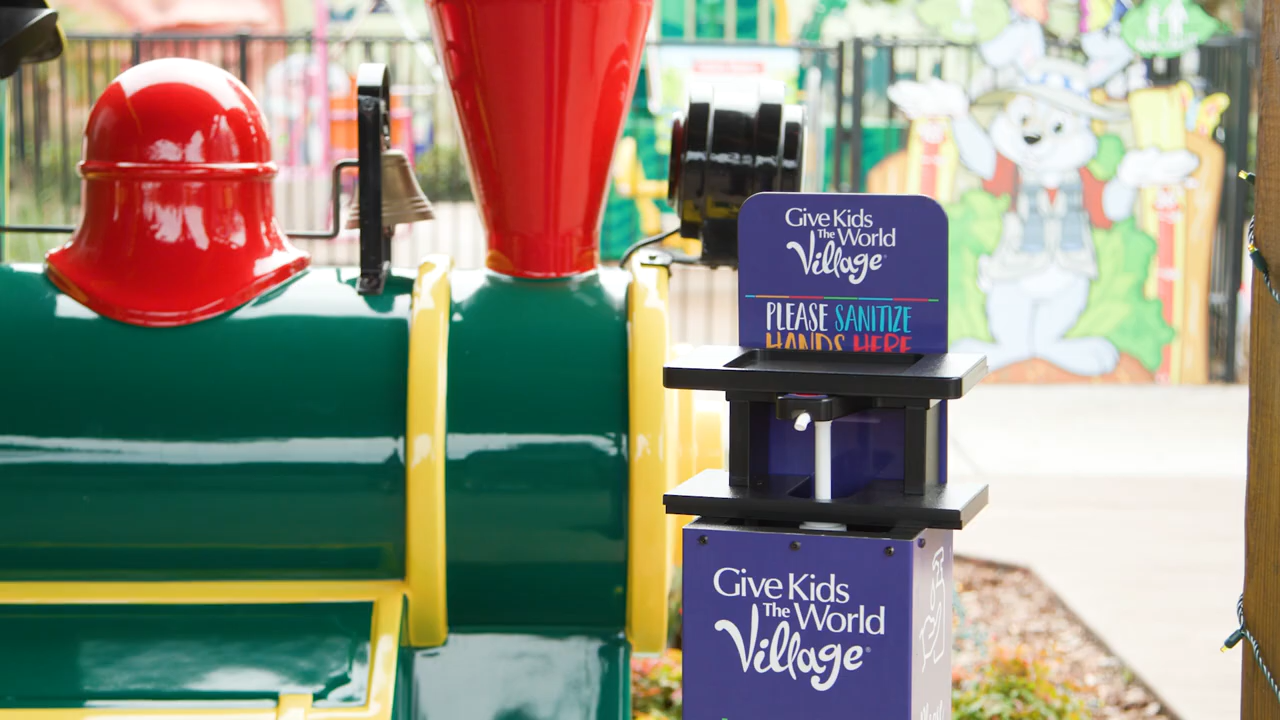 Give Kids
The World
Village
PLEASE SANITIZE
HANDS HERE
Give Kids
The World
Village